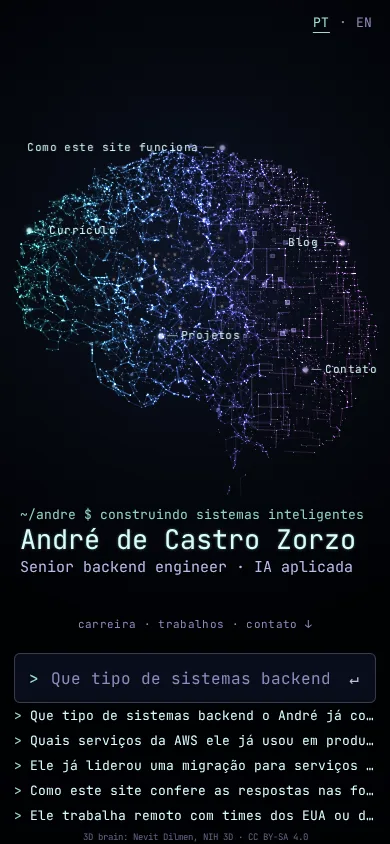 PT · EN
Como este site funciona
Currículo
Blog
Projetos
Contato
~/andre $ construindo sistemas inteligentes
André de Castro Zorzo
Senior backend engineer · IA aplicada
carreira · trabalhos · contato ↓
> Que tipo de sistemas backend ↵
> Que tipo de sistemas backend o André já co…
> Quais serviços da AWS ele já usou em produ…
> Ele já liderou uma migração para serviços …
> Como este site confere as respostas nas fo…
> Ele trabalha remoto com times dos EUA ou d…
3D brain: Nevit Dilmen, NIH 3D · CC BY-SA 4.0